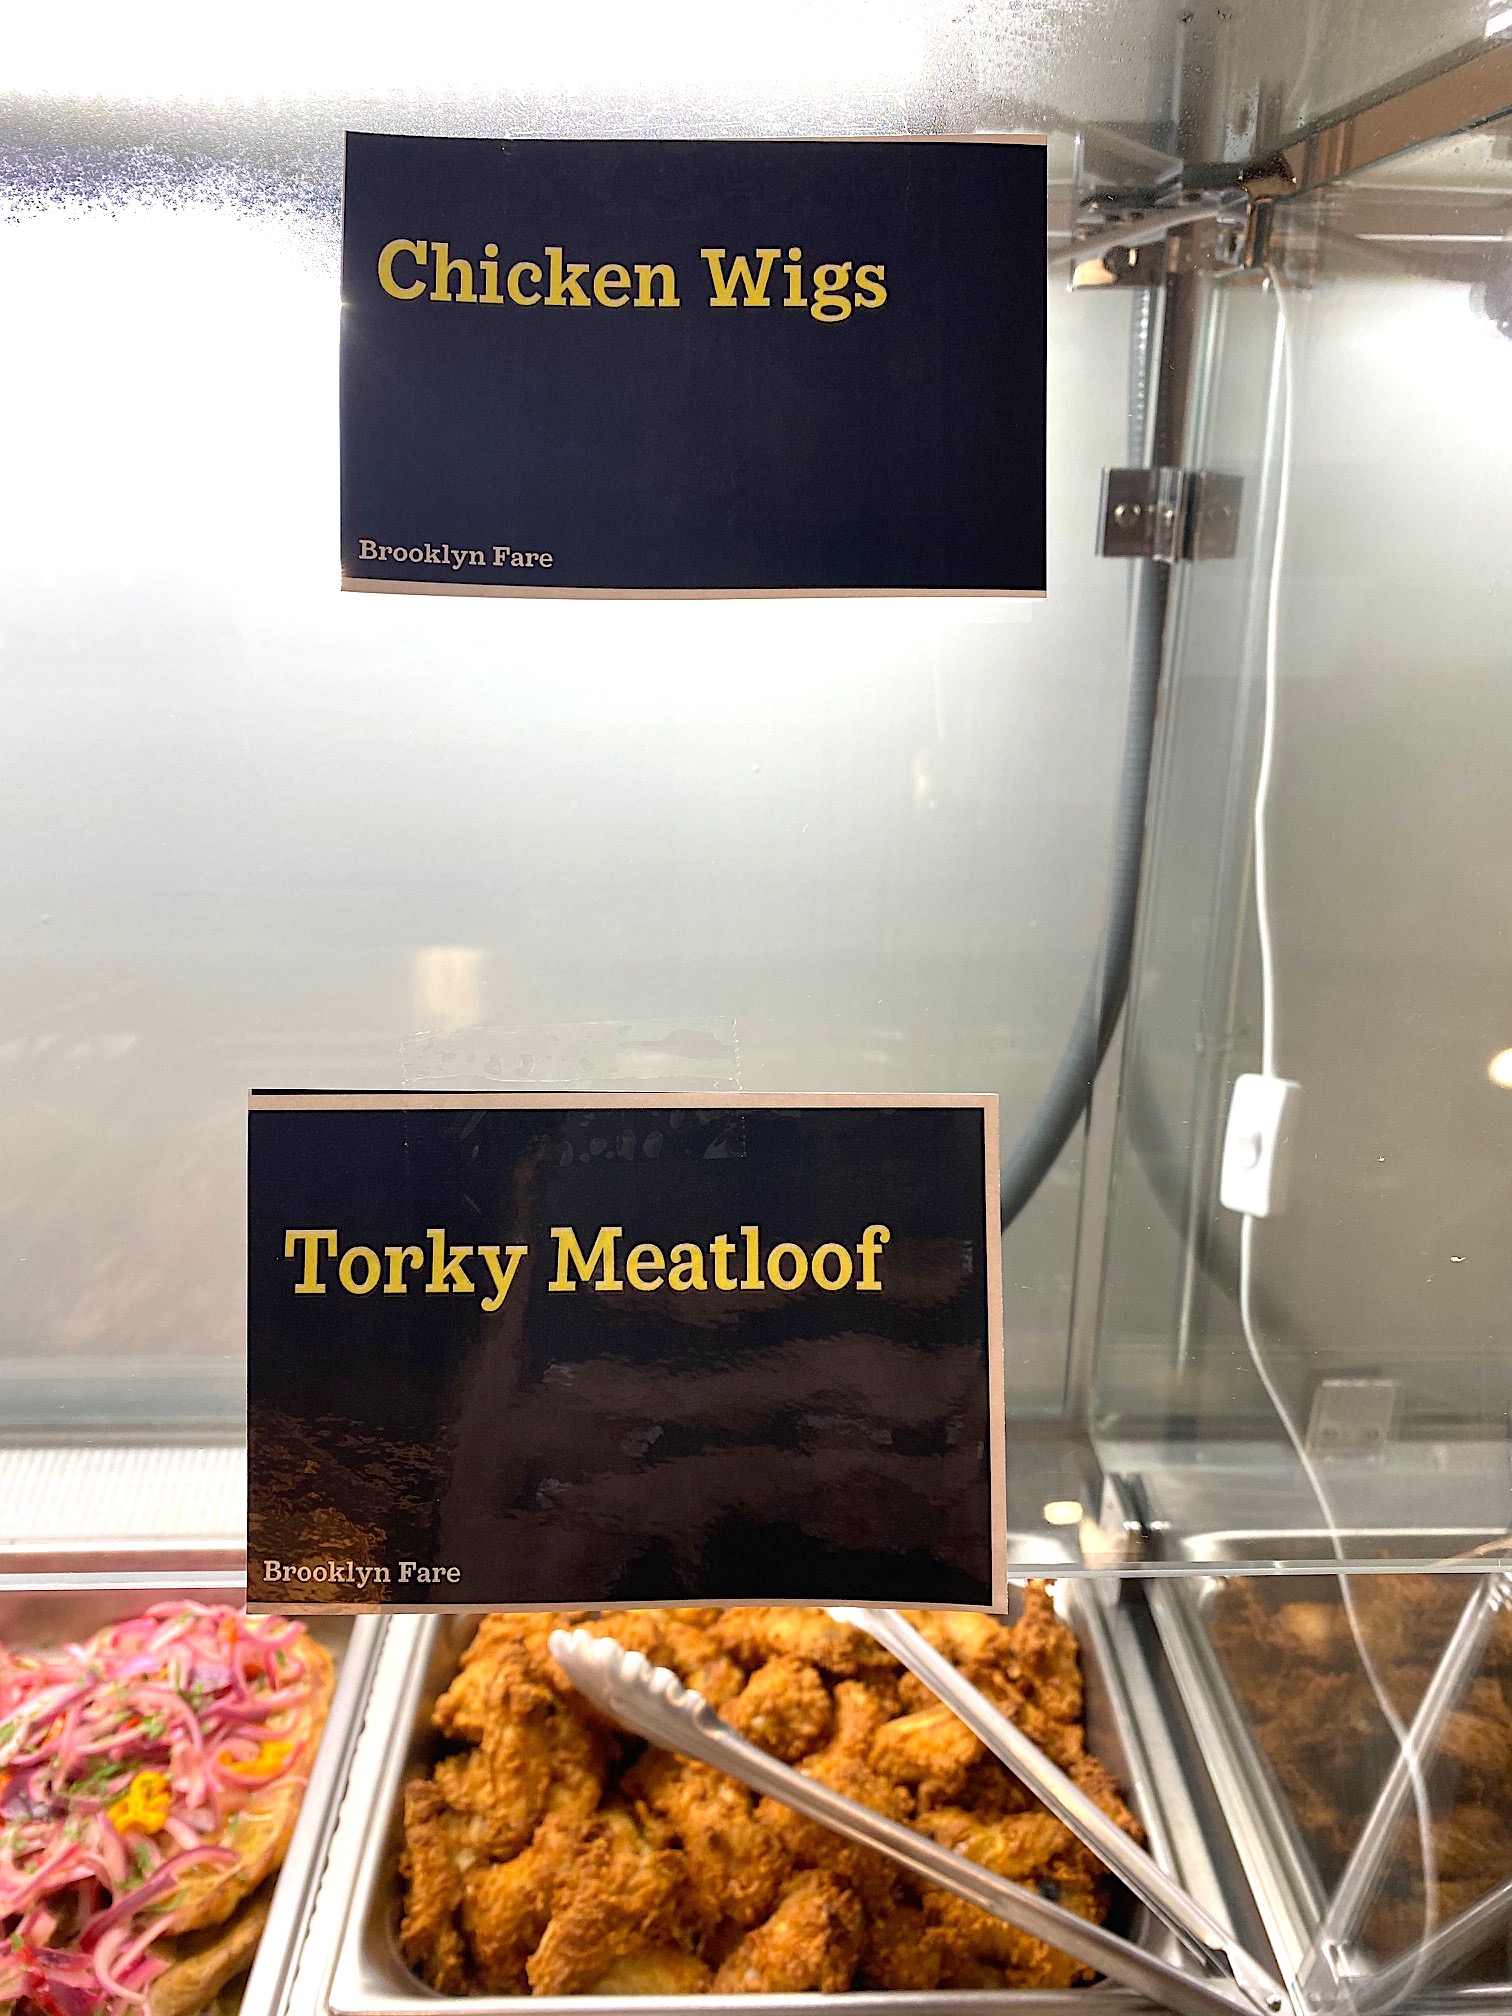 Chicken Wigs
Brooklyn Fare
Torky Meatloof
Brooklyn Fare